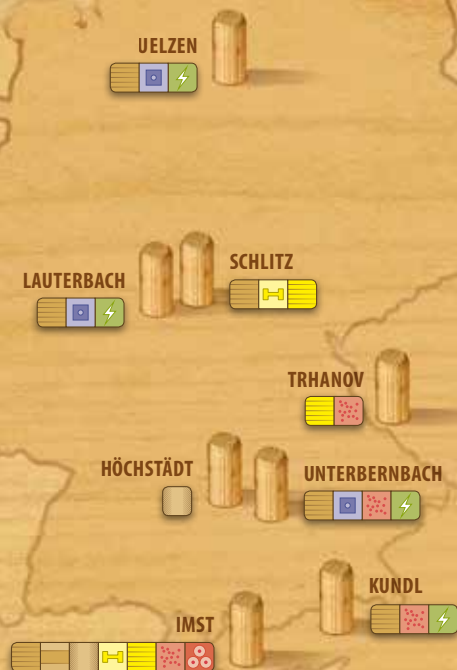 UELZEN
LAUTERBACH
SCHLITZ
TRHANOV
HÖCHSTÄDT
UNTERBERNBACH
KUNDL
IMST